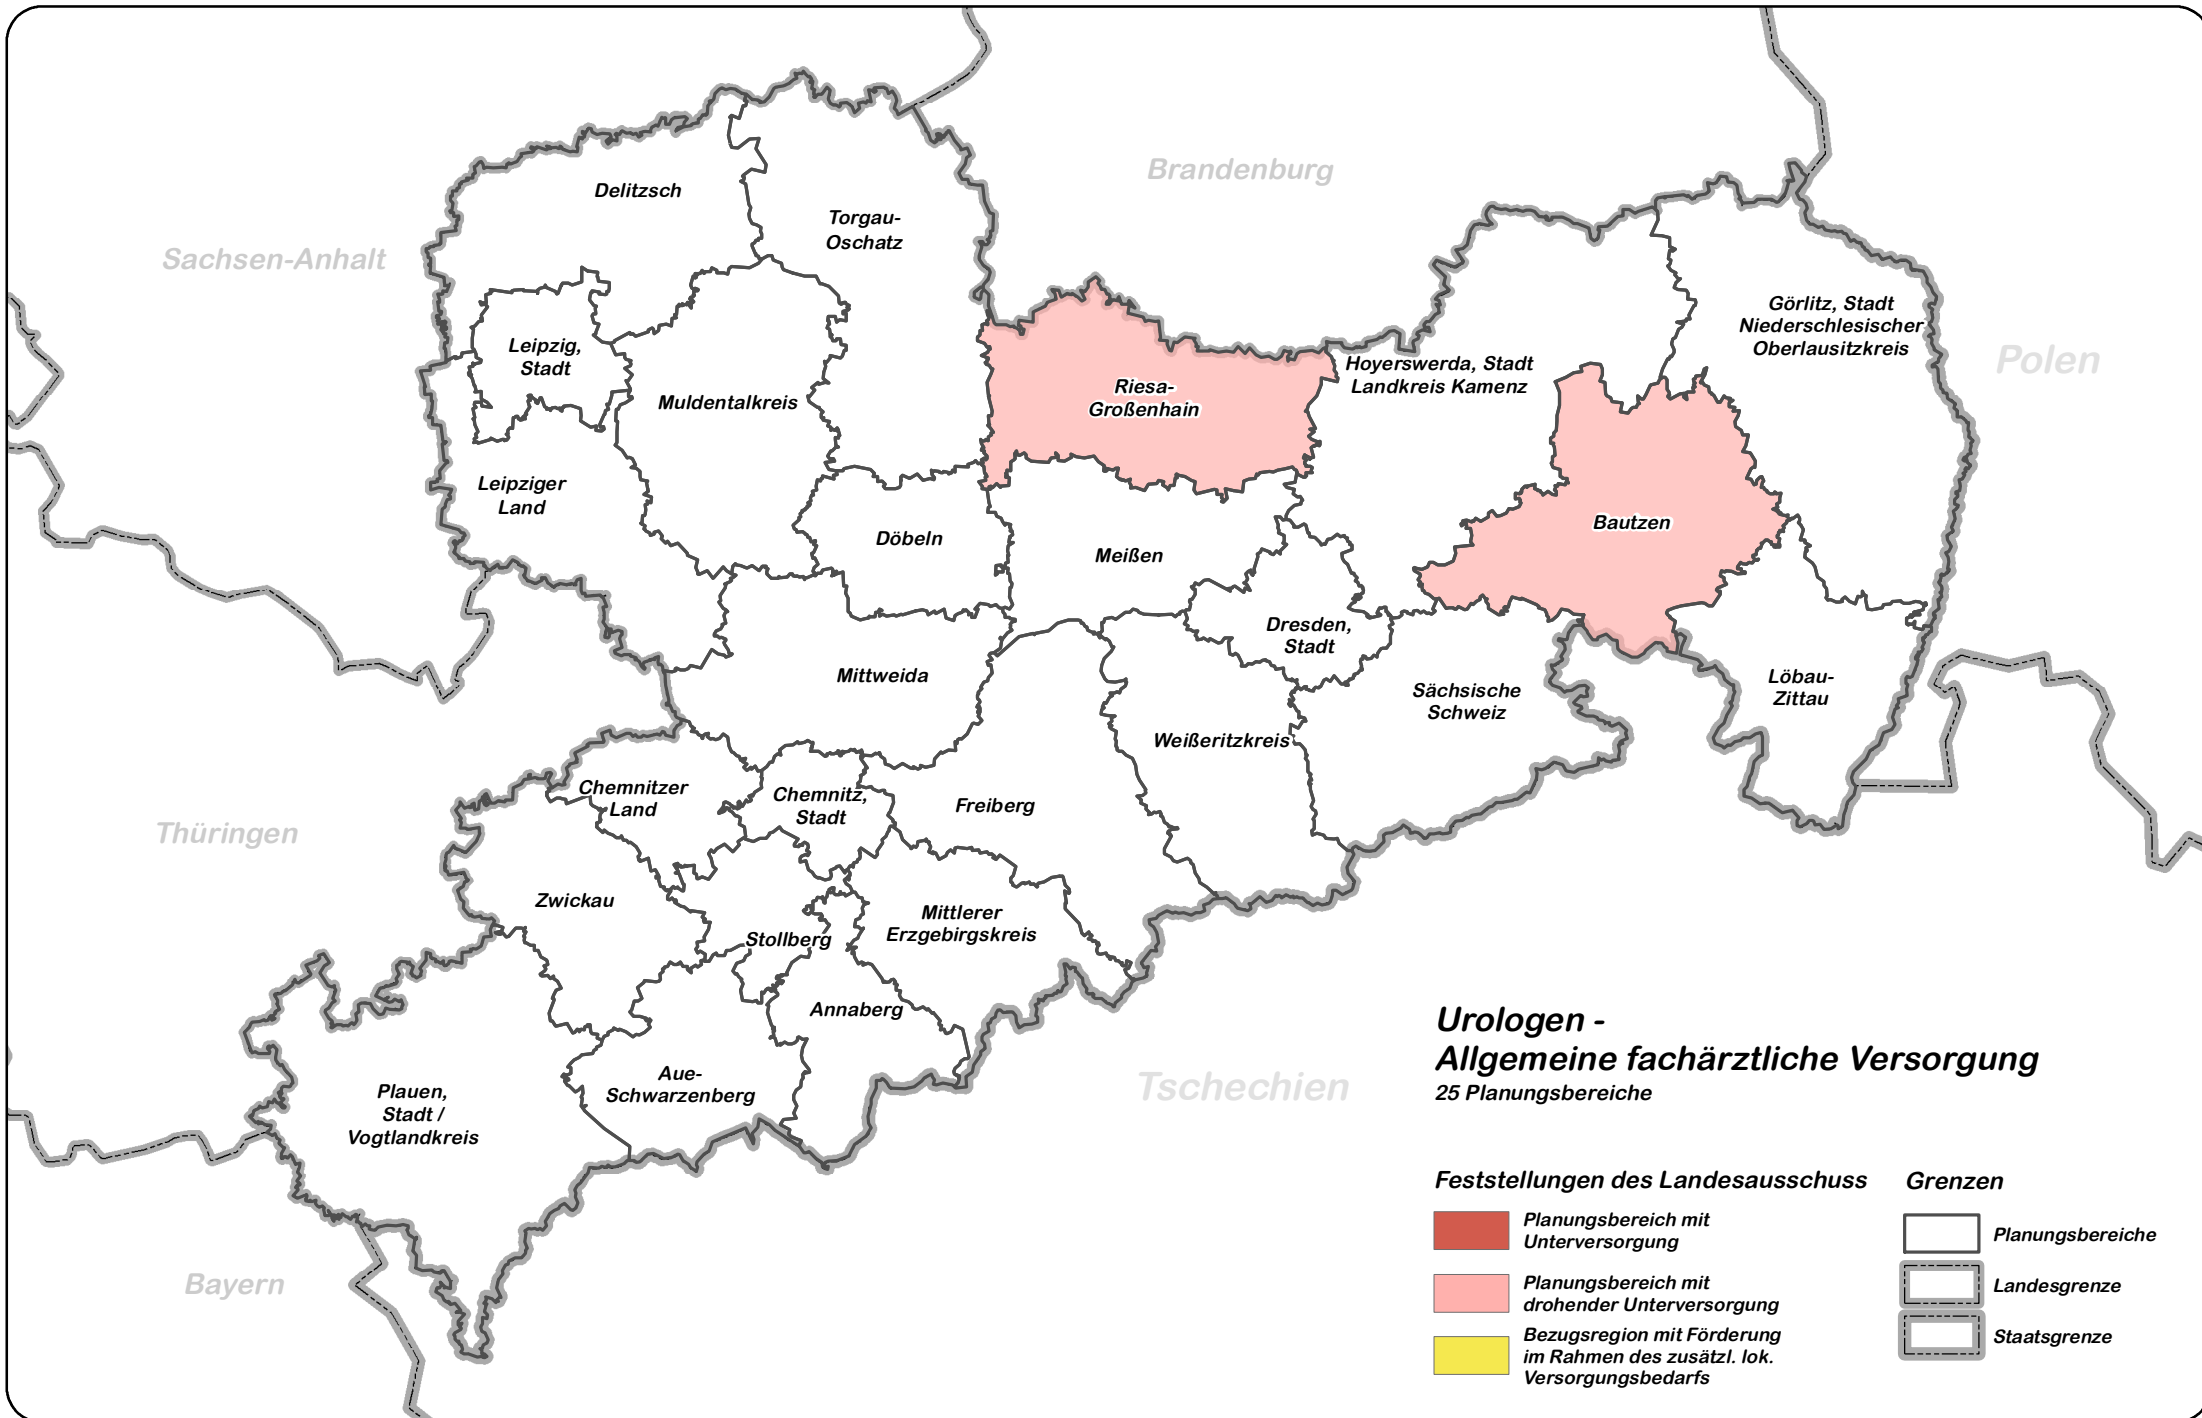 Brandenburg
Delitzsch
Torgau-
Oschatz
Sachsen-Anhalt
Görlitz, Stadt
Niederschlesischer
Oberlausitzkreis
Polen
Leipzig,
Stadt
Hoyerswerda, Stadt
Landkreis Kamenz
Riesa-
Großenhain
Muldentalkreis
Leipziger
Land
Bautzen
Döbeln
Meißen
Dresden,
Stadt
Mittweida
Sächsische
Schweiz
Löbau-
Zittau
Weißeritzkreis
Chemnitzer
Land
Chemnitz,
Stadt
Freiberg
Thüringen
Zwickau
Stollberg
Mittlerer
Erzgebirgskreis
Annaberg
Aue-
Schwarzenberg
Plauen,
Stadt /
Vogtlandkreis
Tschechien
Bayern
Urologen -
Allgemeine fachärztliche Versorgung
25 Planungsbereiche
Feststellungen des Landesausschuss
Planungsbereich mit
Unterversorgung
Planungsbereich mit
drohender Unterversorgung
Bezugsregion mit Förderung
im Rahmen des zusätzl. lok.
Versorgungsbedarfs
Grenzen
Planungsbereiche
Landesgrenze
Staatsgrenze